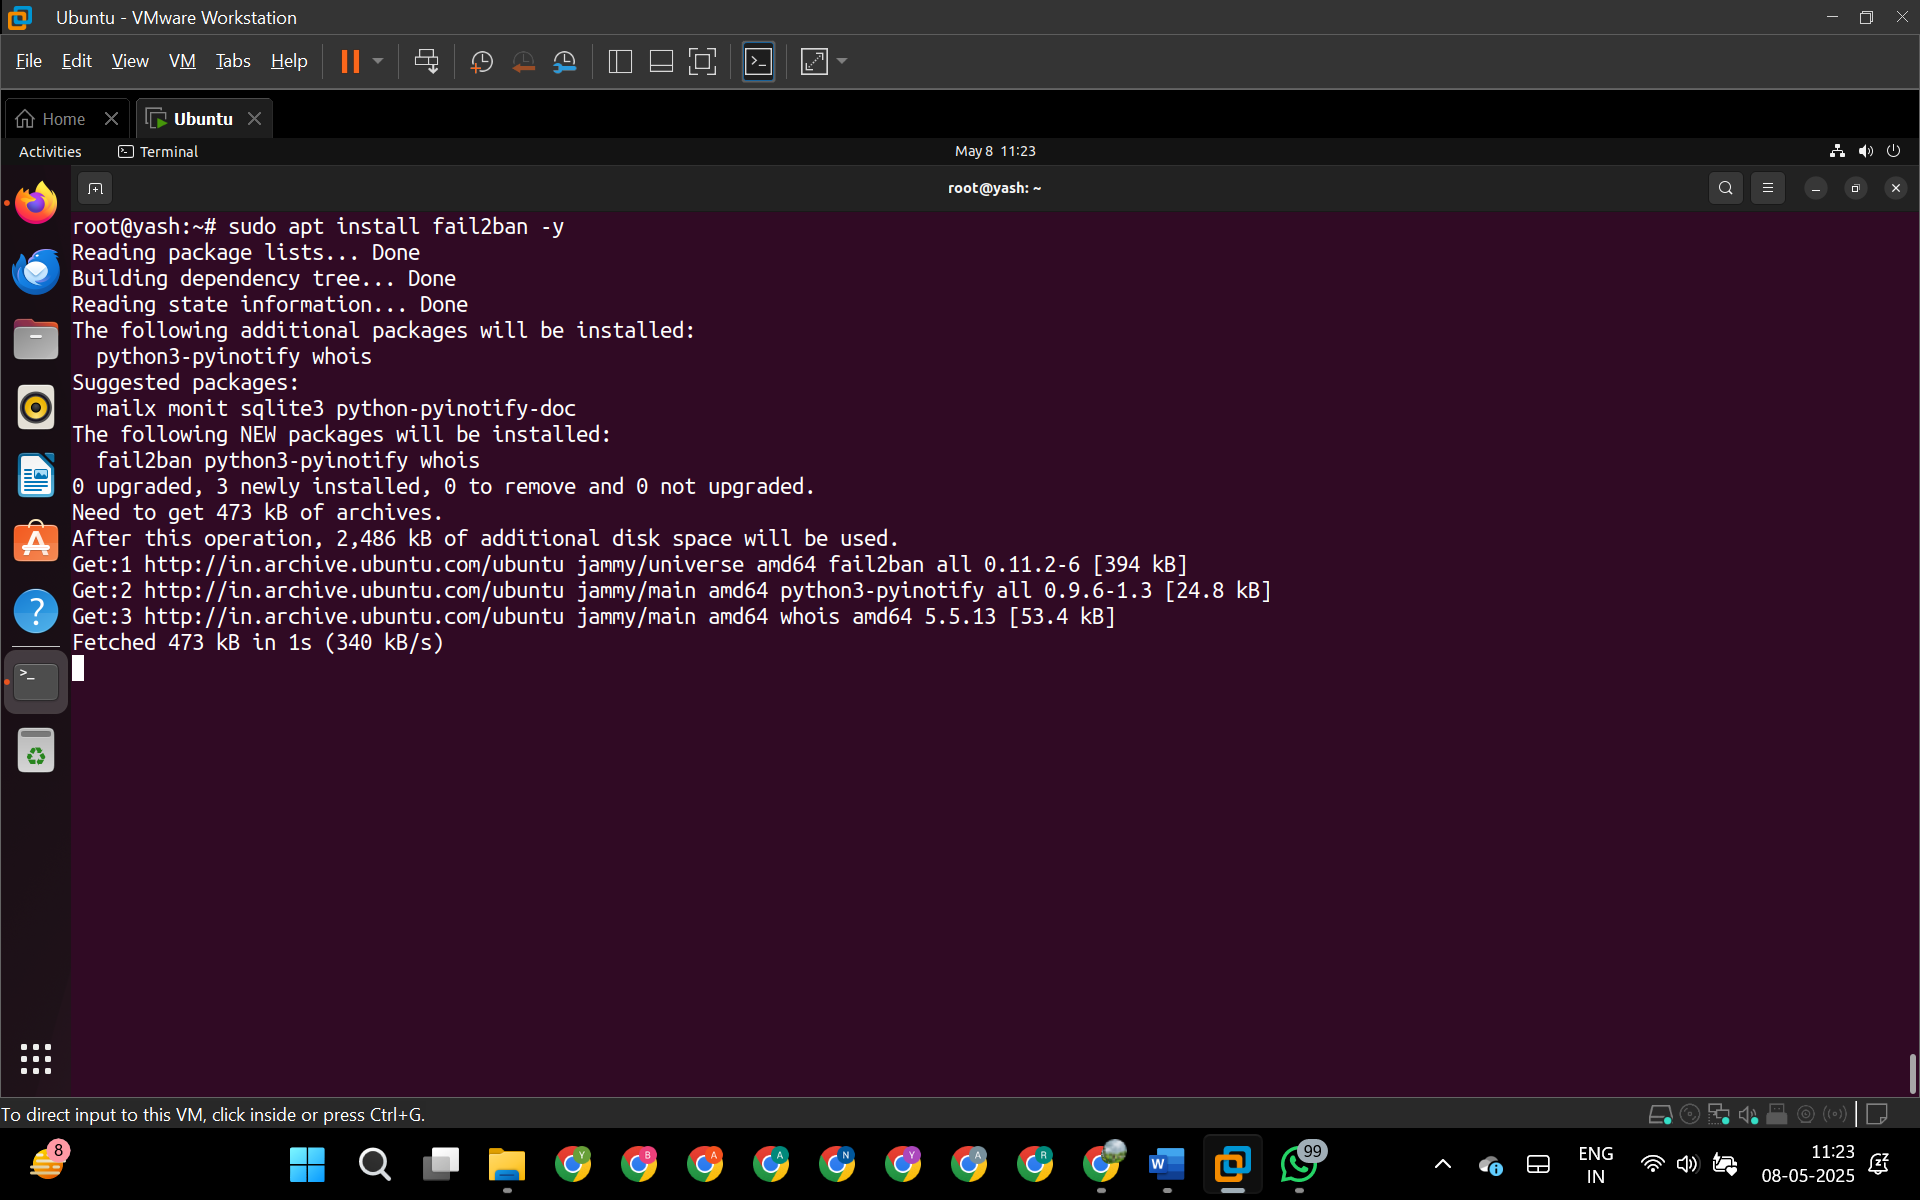 Ubuntu - VMware Workstation
File Edit View VM Tabs Help
Home
Ubuntu
Activities
Terminal
May 8 11:23
root@yash: ~
root@yash:~# sudo apt install fail2ban -y
Reading package lists... Done
Building dependency tree... Done
Reading state information... Done
The following additional packages will be installed:
python3-pyinotify whois
Suggested packages:
mailx monit sqlite3 python-pyinotify-doc
The following NEW packages will be installed:
fail2ban python3-pyinotify whois
0 upgraded, 3 newly installed, 0 to remove and 0 not upgraded.
Need to get 473 kB of archives.
After this operation, 2,486 kB of additional disk space will be used.
Get:1 http://in.archive.ubuntu.com/ubuntu jammy/universe amd64 fail2ban all 0.11.2-6 [394 kB]
Get:2 http://in.archive.ubuntu.com/ubuntu jammy/main amd64 python3-pyinotify all 0.9.6-1.3 [24.8 kB]
Get:3 http://in.archive.ubuntu.com/ubuntu jammy/main amd64 whois amd64 5.5.13 [53.4 kB]
Fetched 473 kB in 1s (340 kB/s)
To direct input to this VM, click inside or press Ctrl+G.
8
Y
B
A
A
N
Y
A
R
W
99
ENG
IN
11:23
08-05-2025